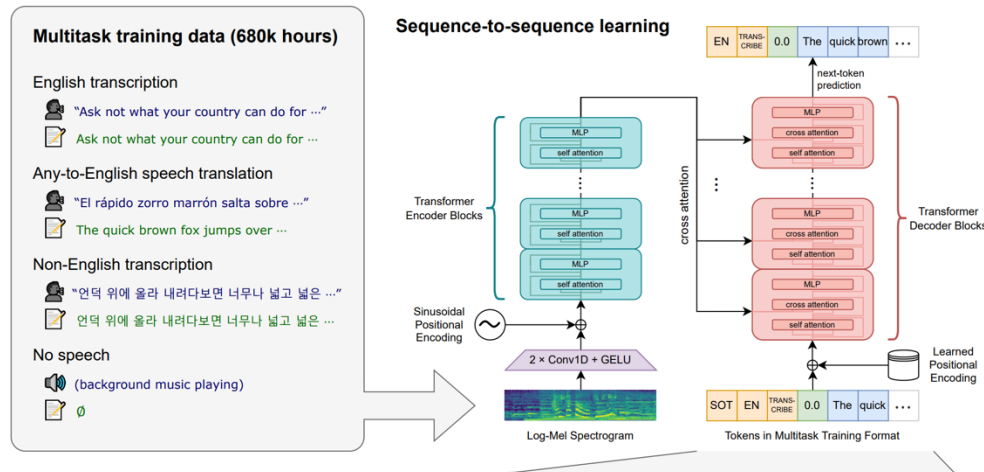 Multitask training data (680k hours)
English transcription
“Ask not what your country can do for ⋯”
Ask not what your country can do for ⋯
Any-to-English speech translation
“El rápido zorro marrón salta sobre ⋯”
The quick brown fox jumps over ⋯
Non-English transcription
“언덕 위에 올라 내려다보면 너무나 넓고 넓은 ⋯”
언덕 위에 올라 내려다보면 너무나 넓고 넓은 ⋯
No speech
(background music playing)
∅
Sequence-to-sequence learning
EN TRANS-CRIBE 0.0 The quick brown ⋯
next-token
prediction
MLP
self attention
⋯
MLP
self attention
MLP
self attention
Transformer
Encoder Blocks
Sinusoidal
Positional
Encoding
2 × Conv1D + GELU
Log-Mel Spectrogram
cross attention
⋯
MLP
cross attention
self attention
⋯
MLP
cross attention
self attention
MLP
cross attention
self attention
Transformer
Decoder Blocks
Learned
Positional
Encoding
SOT EN TRANS-CRIBE 0.0 The quick ⋯
Tokens in Multitask Training Format